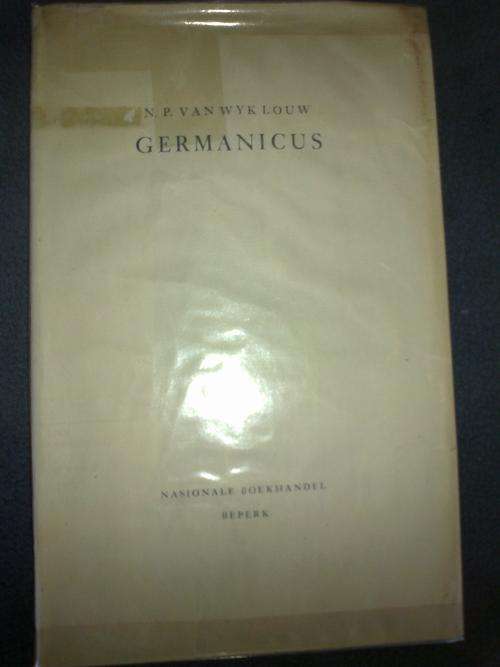 N. P. VAN WYK LOUW
GERMANICUS
NASIONALE BOEKHANDEL
BEPERK